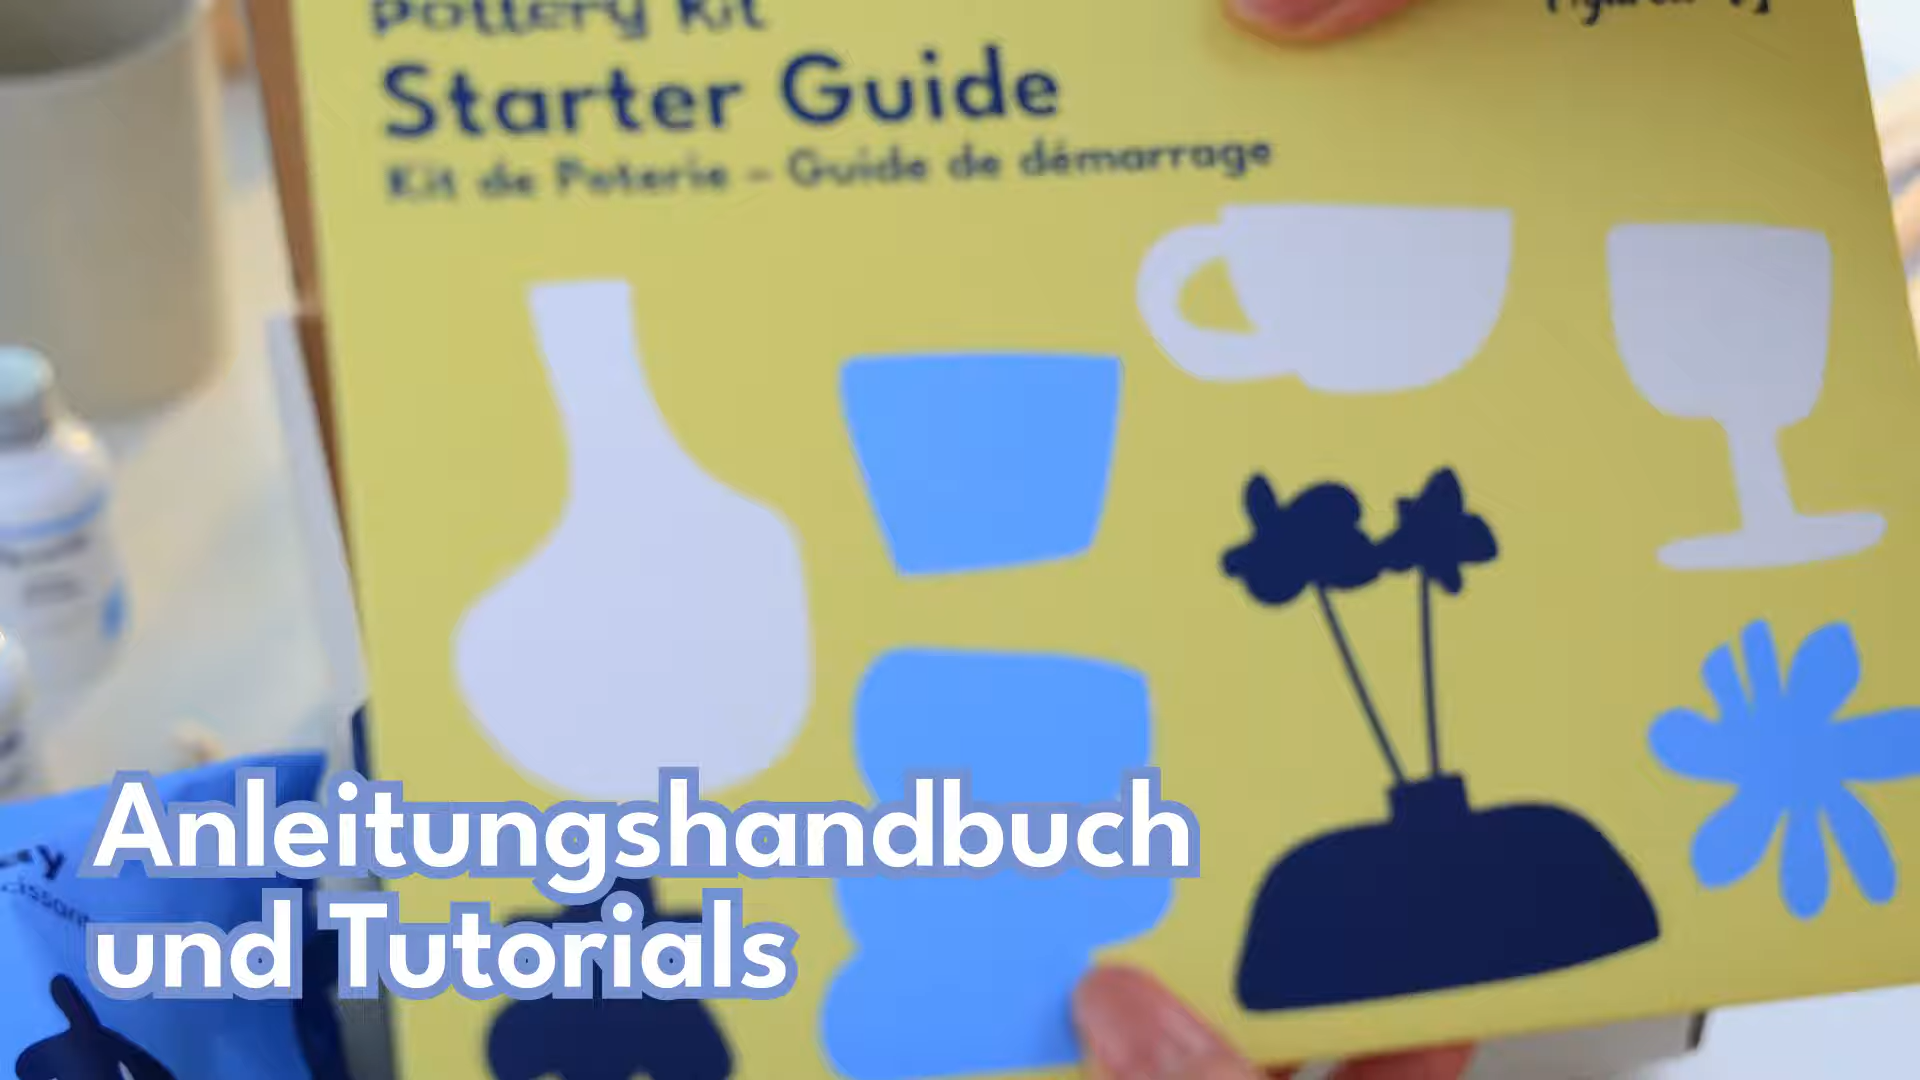 Pottery Kit
Starter Guide
Kit de Poterie – Guide de démarrage
Anleitungshandbuch
und Tutorials